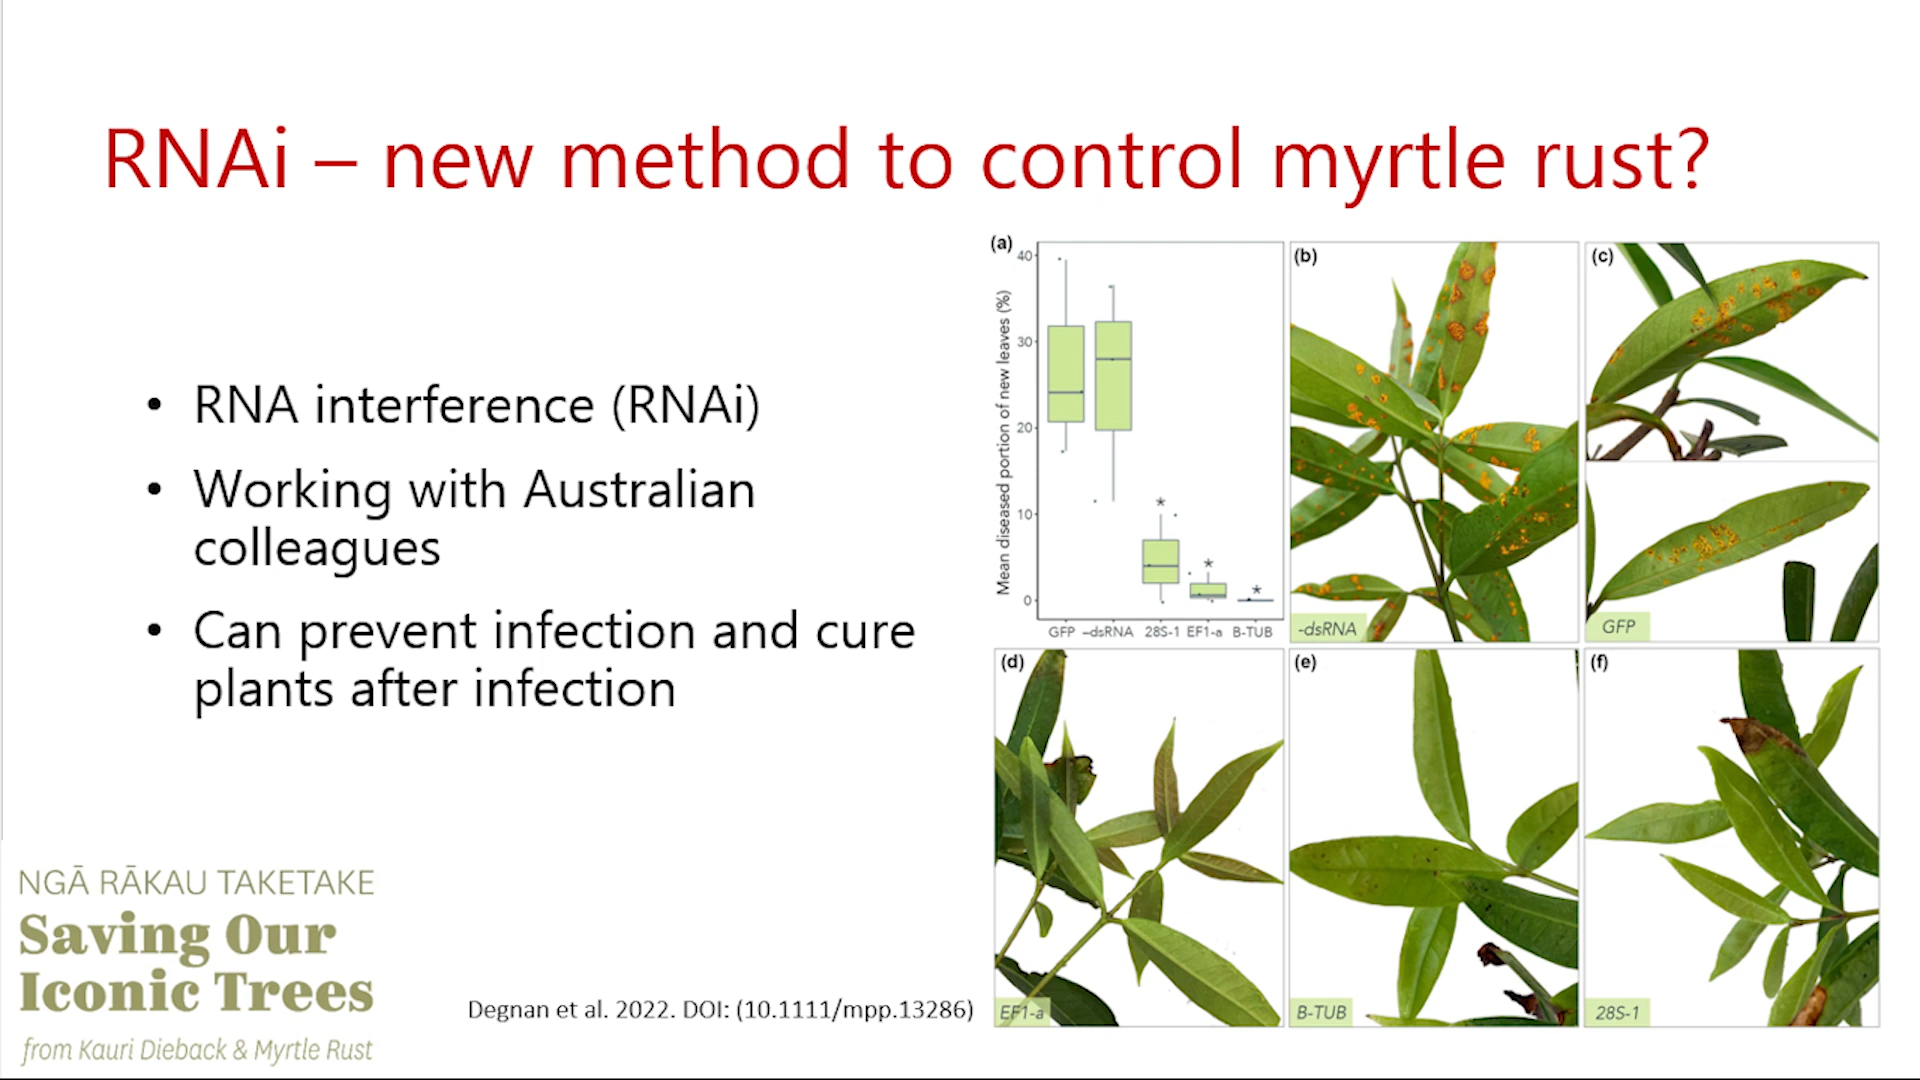 RNAi – new method to control myrtle rust?
• RNA interference (RNAi)
• Working with Australian
colleagues
• Can prevent infection and cure
plants after infection
(a)
Mean diseased portion of new leaves (%)
40
30
20
10
0
*
*
*
GFP –dsRNA 28S-1 EF1-a B-TUB
(b)
-dsRNA
(c)
GFP
(d)
EF1-a
(e)
B-TUB
(f)
28S-1
NGĀ RĀKAU TAKETAKE
Saving Our
Iconic Trees
from Kauri Dieback & Myrtle Rust
Degnan et al. 2022. DOI: (10.1111/mpp.13286)